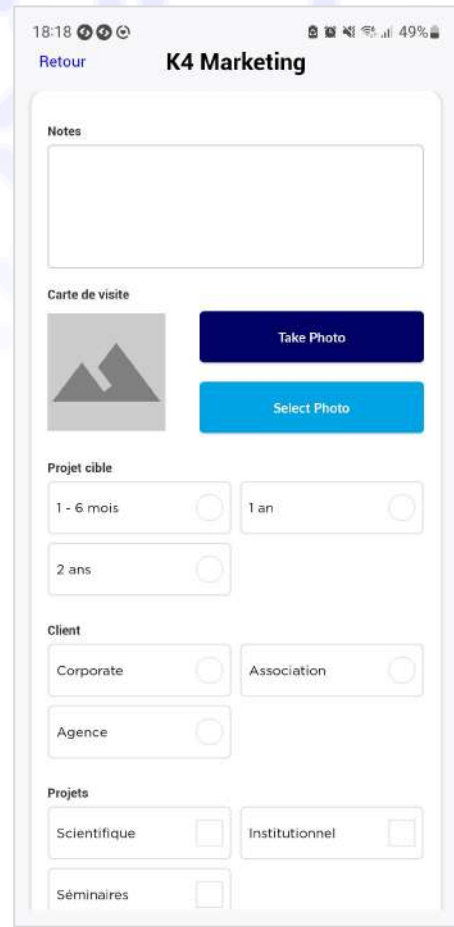 18:18 49%
Retour K4 Marketing
Notes
Carte de visite
Take Photo
Select Photo
Projet cible
1 - 6 mois 1 an
2 ans
Client
Corporate Association
Agence
Projets
Scientifique Institutionnel
Séminaires